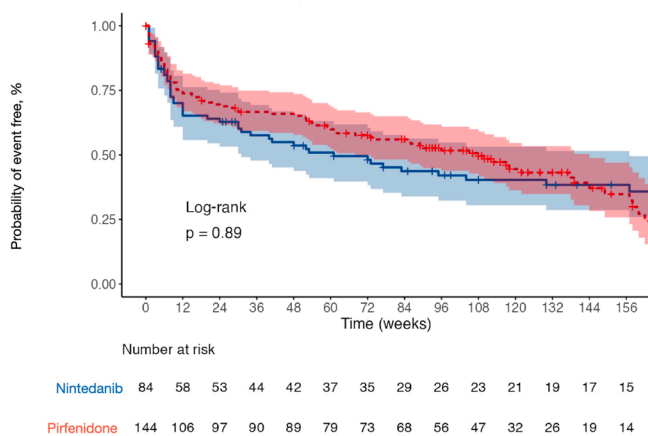 1.00
0.75
0.50
0.25
0.00
Probability of event free, %
Log-rank
p = 0.89
0 12 24 36 48 60 72 84 96 108 120 132 144 156
Time (weeks)
Number at risk
Nintedanib 84 58 53 44 42 37 35 29 26 23 21 19 17 15
Pirfenidone 144 106 97 90 89 79 73 68 56 47 32 26 19 14